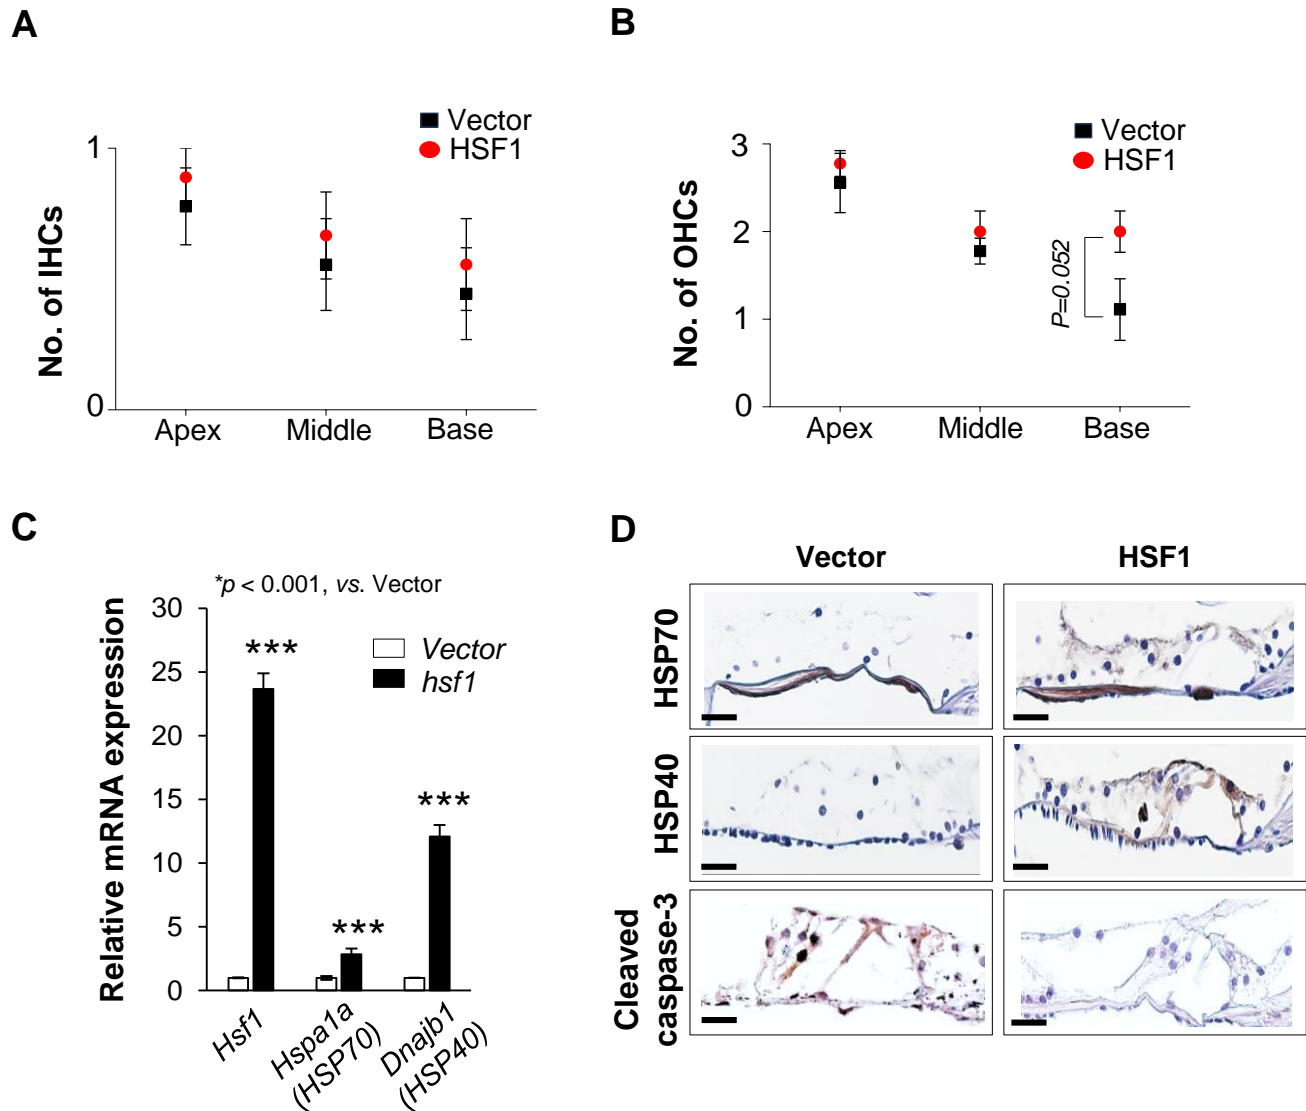 A
B
Vector
HSF1
1
No. of IHCs
0
Apex Middle Base
Vector
HSF1
3
2
1
0
No. of OHCs
P=0.052
Apex Middle Base
C
*p < 0.001, vs. Vector
Relative mRNA expression
30
25
20
15
10
5
0
***
***
***
Vector
hsf1
Hsf1
Hspa1a
(HSP70)
Dnajb1
(HSP40)
D
Vector HSF1
HSP70
HSP40
Cleaved
caspase-3